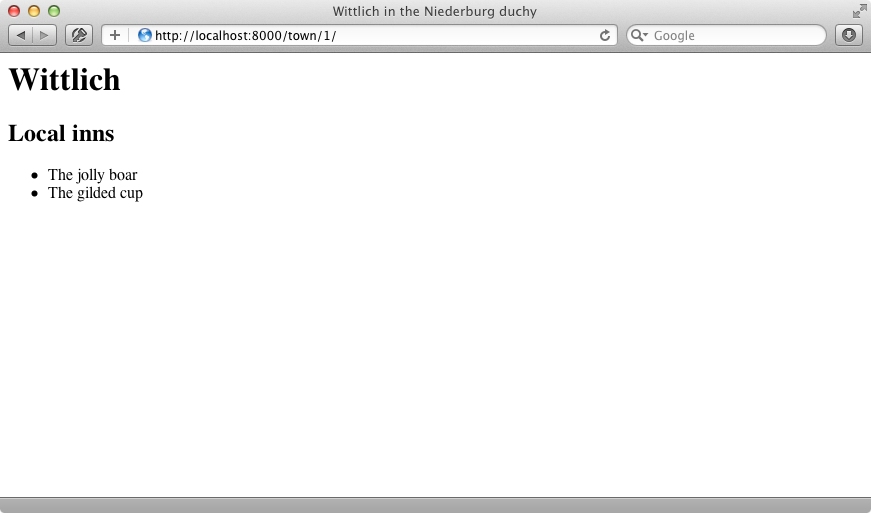 Wittlich in the Niederburg duchy
http://localhost:8000/town/1/
Google
Wittlich
Local inns
The jolly boar
The gilded cup